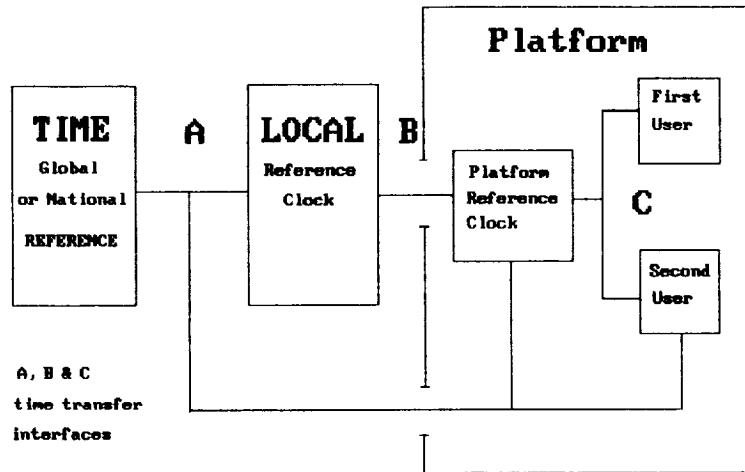 Platform
TIME
Global
or National
REFERENCE
A
LOCAL
Reference
Clock
B
Platform
Reference
Clock
C
First
User
Second
User
A, B & C
time transfer
interfaces